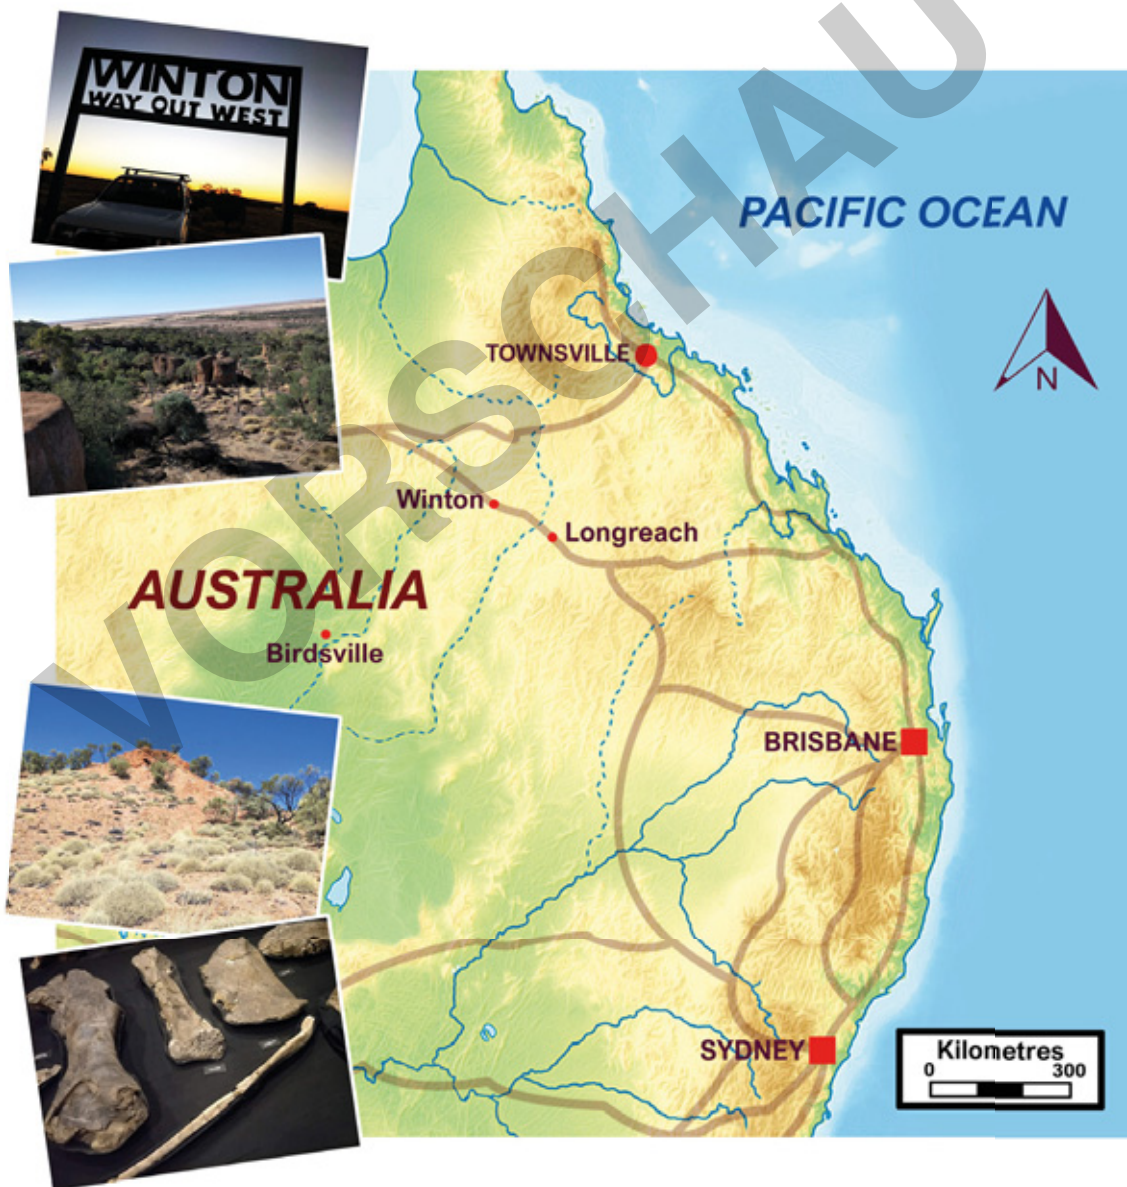 WINTON
WAY OUT WEST
PACIFIC OCEAN
N
TOWNSVILLE
Winton
Longreach
AUSTRALIA
Birdsville
BRISBANE
SYDNEY
Kilometres
0 300
VORSCHAU